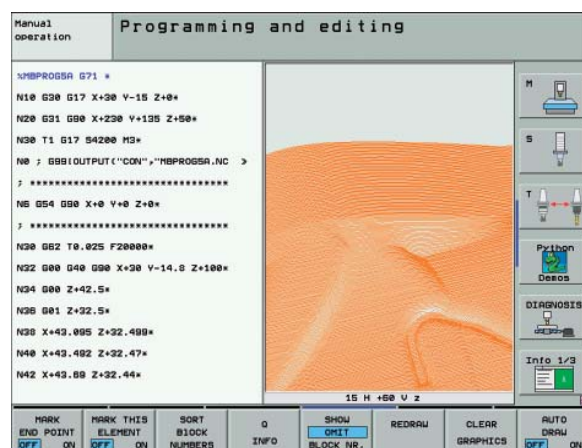 Manual
operation
Programming and editing
%MBPROG5A G71 *
N10 G30 G17 X+30 Y-15 Z+0*
N20 G31 G90 X+230 Y+135 Z+50*
N30 T1 G17 S4200 M3*
N0 ; G99(OUTPUT("CON","MBPROG5A.NC >
; ********************************
N6 G54 G90 X+0 Y+0 Z+0*
; ********************************
N30 G62 T0.025 F20000*
N32 G00 G40 G90 X+30 Y-14.8 Z+100*
N34 G00 Z+42.5*
N36 G01 Z+32.5*
N38 X+43.095 Z+32.499*
N40 X+43.492 Z+32.47*
N42 X+43.69 Z+32.44*
15 H +60 V z
M
S
T
Python
Demos
DIAGNOSIS
Info 1/3
MARK
END POINT
OFF ON
MARK THIS
ELEMENT
OFF ON
SORT
BLOCK
NUMBERS
Q
INFO
SHOW
OMIT
BLOCK NR.
REDRAW
CLEAR
GRAPHICS
AUTO
DRAW
OFF ON